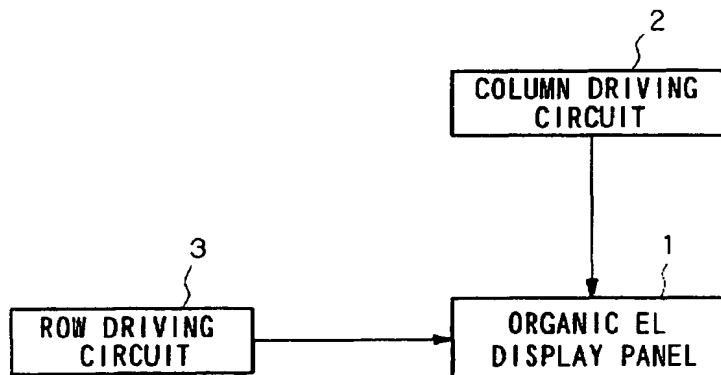 2
COLUMN DRIVING
CIRCUIT
3
1
ROW DRIVING
CIRCUIT
ORGANIC EL
DISPLAY PANEL